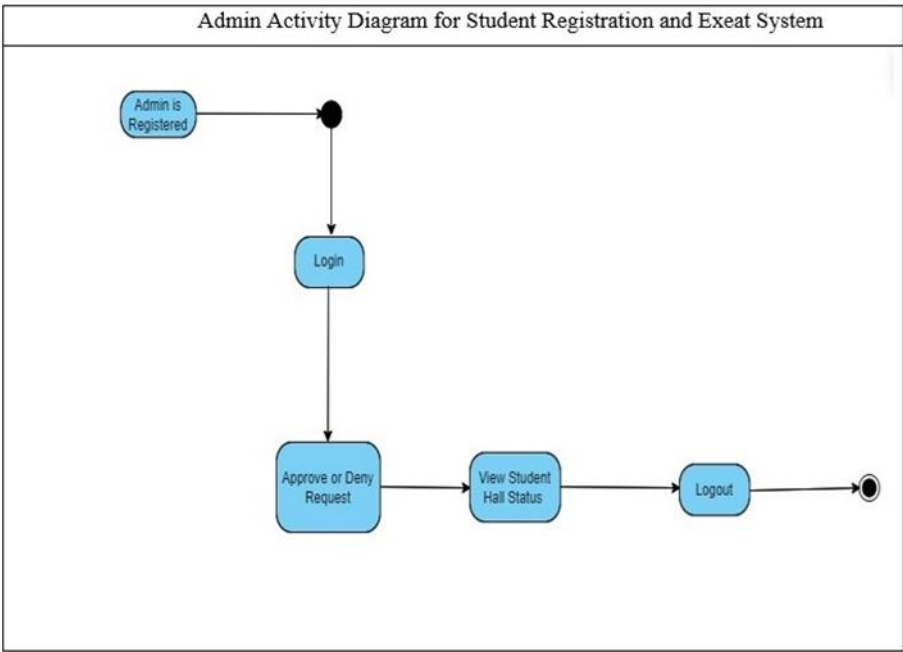 Admin Activity Diagram for Student Registration and Exeat System
Admin is
Registered
Login
Approve or Deny
Request
View Student
Hall Status
Logout